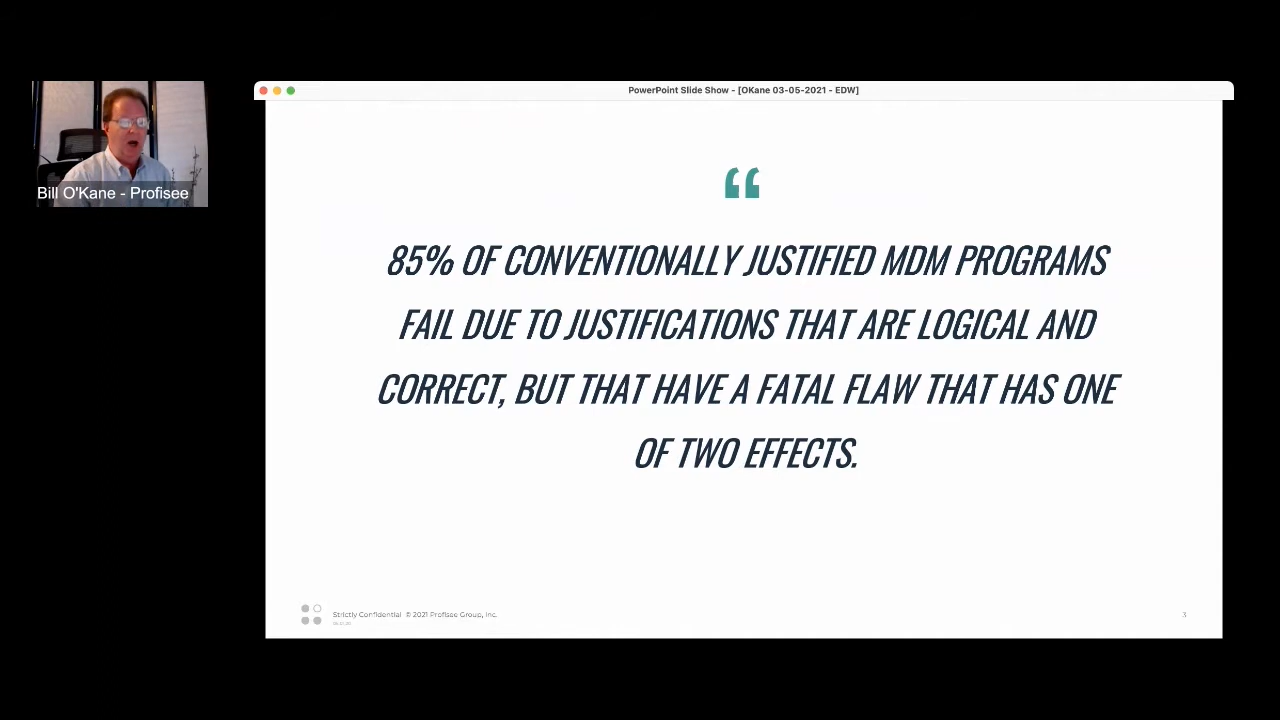 PowerPoint Slide Show - [OKane 03-05-2021 - EDW]
Bill O'Kane - Profisee
“
85% OF CONVENTIONALLY JUSTIFIED MDM PROGRAMS
FAIL DUE TO JUSTIFICATIONS THAT ARE LOGICAL AND
CORRECT, BUT THAT HAVE A FATAL FLAW THAT HAS ONE
OF TWO EFFECTS.
Strictly Confidential © 2021 Profisee Group, Inc.
3